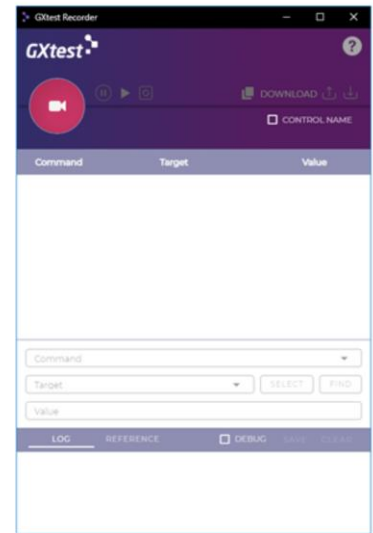 GXtest Recorder
GXtest
?
DOWNLOAD
CONTROL NAME
Command Target Value
Command
Target SELECT FIND
Value
LOG REFERENCE DEBUG SAVE CLEAR